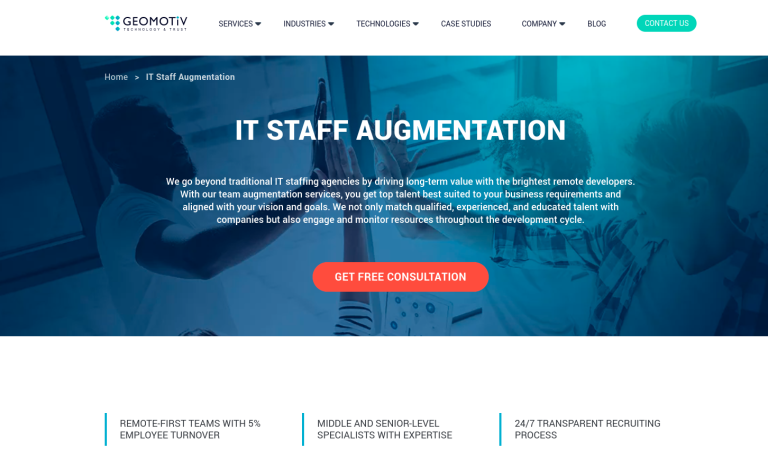 GEOMOTIV
TECHNOLOGY & TRUST
SERVICES
INDUSTRIES
TECHNOLOGIES
CASE STUDIES
COMPANY
BLOG
CONTACT US
Home > IT Staff Augmentation
IT STAFF AUGMENTATION
We go beyond traditional IT staffing agencies by driving long-term value with the brightest remote developers.
With our team augmentation services, you get top talent best suited to your business requirements and
aligned with your vision and goals. We not only match qualified, experienced, and educated talent with
companies but also engage and monitor resources throughout the development cycle.
GET FREE CONSULTATION
REMOTE-FIRST TEAMS WITH 5%
EMPLOYEE TURNOVER
MIDDLE AND SENIOR-LEVEL
SPECIALISTS WITH EXPERTISE
24/7 TRANSPARENT RECRUITING
PROCESS